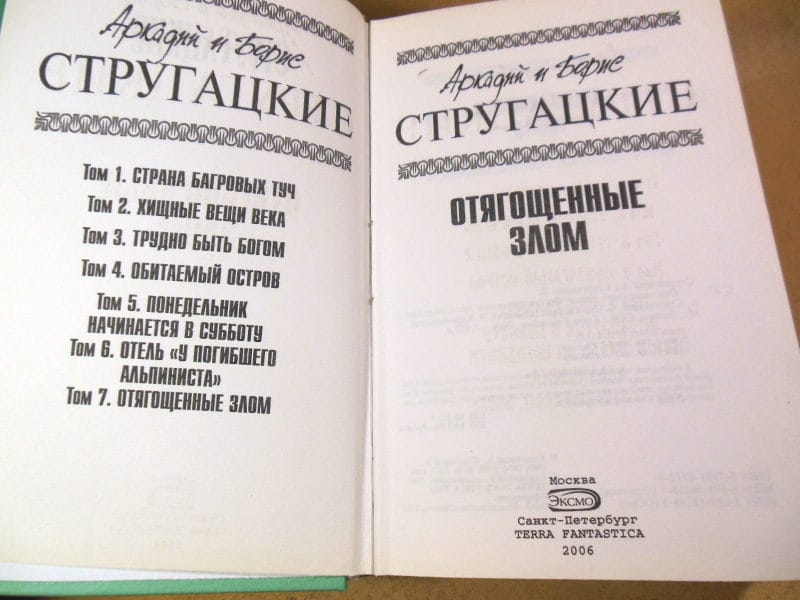 Аркадий и Борис
СТРУГАЦКИЕ
Том 1. СТРАНА БАГРОВЫХ ТУЧ
Том 2. ХИЩНЫЕ ВЕЩИ ВЕКА
Том 3. ТРУДНО БЫТЬ БОГОМ
Том 4. ОБИТАЕМЫЙ ОСТРОВ
Том 5. ПОНЕДЕЛЬНИК
НАЧИНАЕТСЯ В СУББОТУ
Том 6. ОТЕЛЬ «У ПОГИБШЕГО
АЛЬПИНИСТА»
Том 7. ОТЯГОЩЕННЫЕ ЗЛОМ
Аркадий и Борис
СТРУГАЦКИЕ
ОТЯГОЩЕННЫЕ
ЗЛОМ
Москва
ЭКСМО
Санкт-Петербург
TERRA FANTASTICA
2006